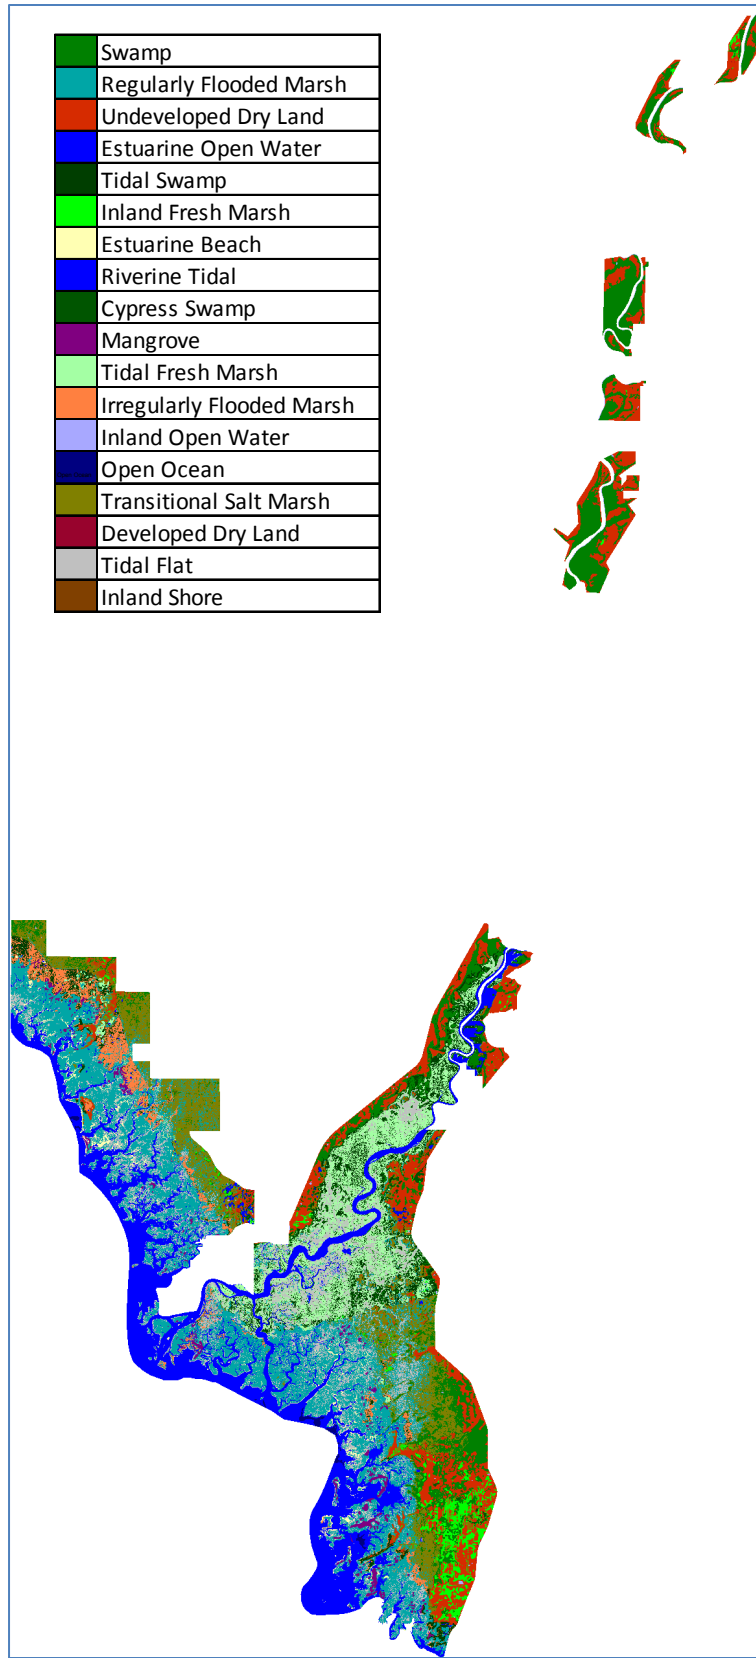 Swamp
Regularly Flooded Marsh
Undeveloped Dry Land
Estuarine Open Water
Tidal Swamp
Inland Fresh Marsh
Estuarine Beach
Riverine Tidal
Cypress Swamp
Mangrove
Tidal Fresh Marsh
Irregularly Flooded Marsh
Inland Open Water
Open Ocean
Transitional Salt Marsh
Developed Dry Land
Tidal Flat
Inland Shore